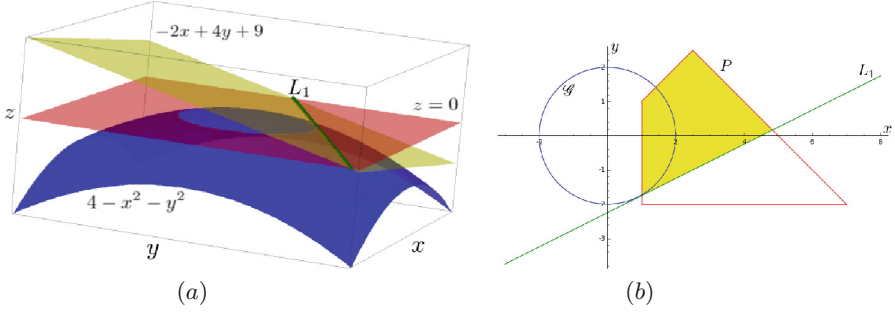 −2x + 4y + 9
L₁
z = 0
z
4 − x² − y²
y
x
(a)
y
2
1
-1
-2
-3
-2
2
4
6
8
x
𝒢
P
L₁
(b)